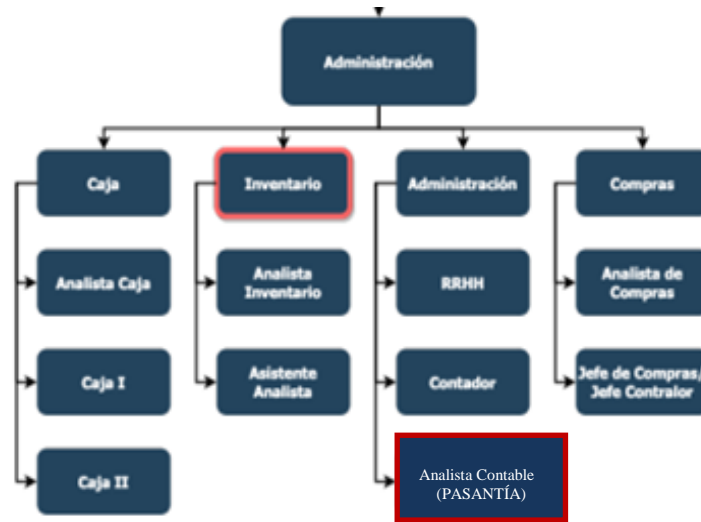 Administración
Caja
Inventario
Administración
Compras
Analista Caja
Analista
Inventario
RRHH
Analista de
Compras
Caja I
Asistente
Analista
Contador
Jefe de Compras/
Jefe Contralor
Caja II
Analista Contable
(PASANTÍA)